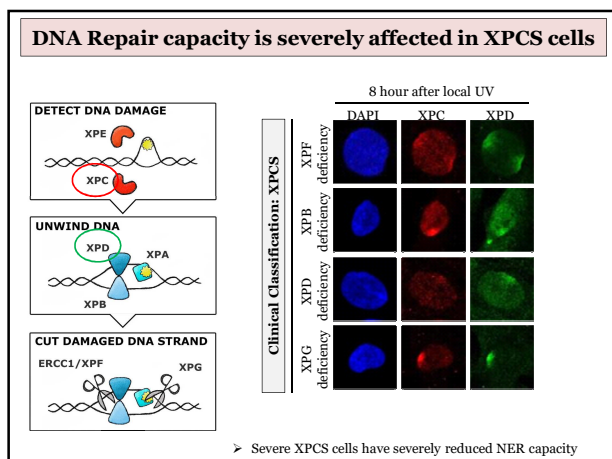 DNA Repair capacity is severely affected in XPCS cells
DETECT DNA DAMAGE
XPE
XPC
UNWIND DNA
XPD
XPA
XPB
CUT DAMAGED DNA STRAND
ERCC1/XPF
XPG
Clinical Classification: XPCS
8 hour after local UV
DAPI XPC XPD
XPF
deficiency
XPB
deficiency
XPD
deficiency
XPG
deficiency
➢ Severe XPCS cells have severely reduced NER capacity